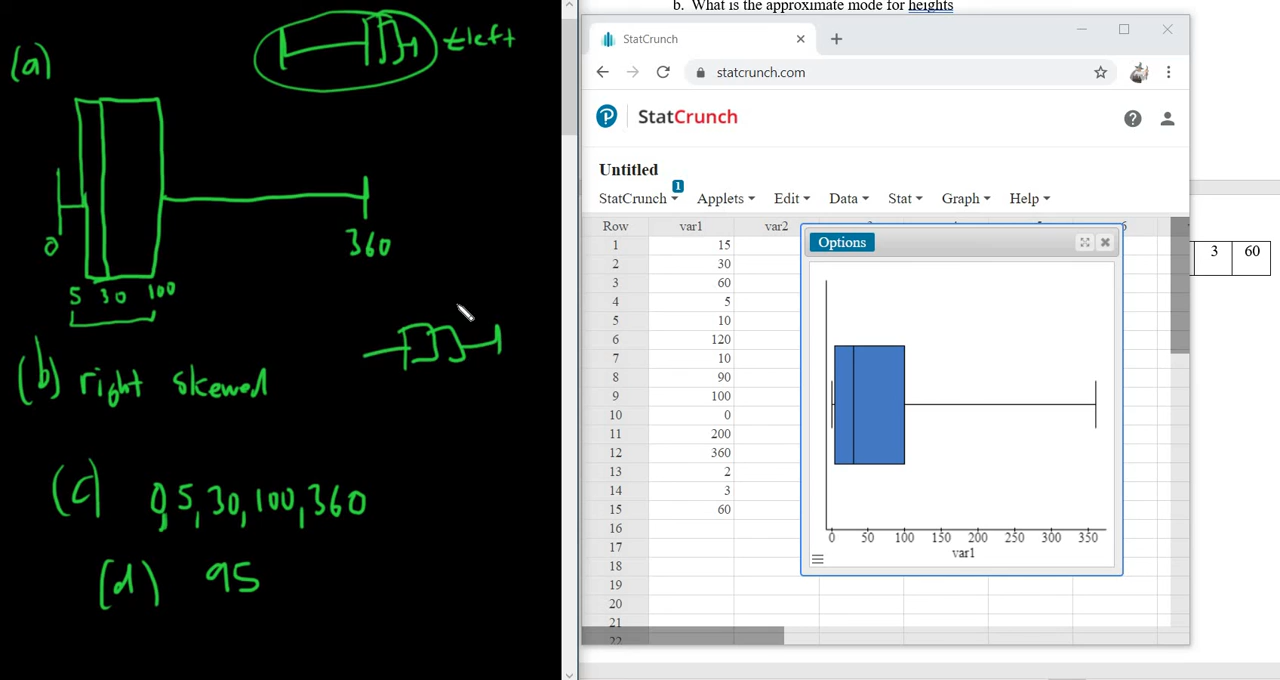 (a)
left
0
360
5 30 100
(b) right skewed
(c) 0, 5, 30, 100, 360
(d) 95
b. What is the approximate mode for heights
StatCrunch
statcrunch.com
StatCrunch
Untitled
StatCrunch 1 Applets Edit Data Stat Graph Help
Row var1 var2 6
1 15
2 30
3 60
4 5
5 10
6 120
7 10
8 90
9 100
10 0
11 200
12 360
13 2
14 3
15 60
16
17
18
19
20
21
22
Options
0 50 100 150 200 250 300 350
var1
3 60